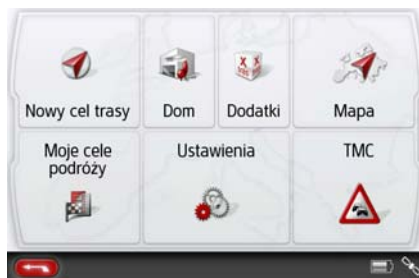 Nowy cel trasy
Dom
Dodatki
Mapa
Moje cele
podróży
Ustawienia
TMC